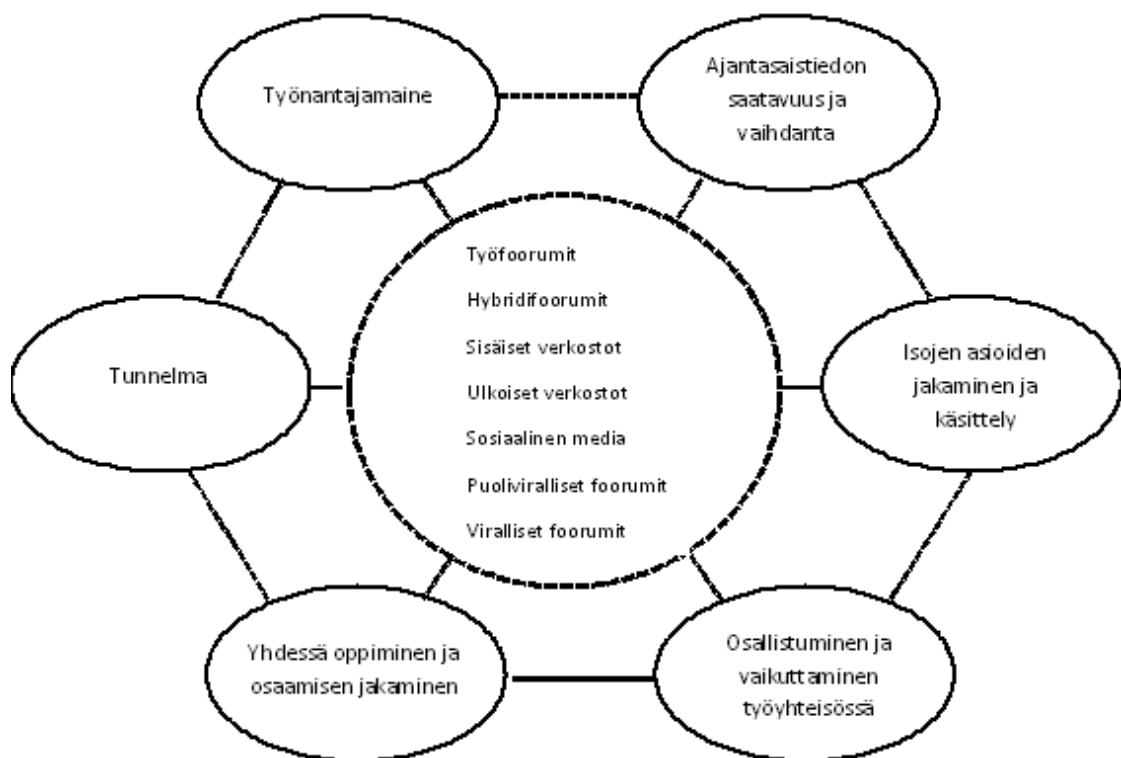 Työnantajamaine
Ajantasaistiedon
saatavuus ja
vaihdanta
Työfoorumit
Hybridifoorumit
Sisäiset verkostot
Ulkoiset verkostot
Sosiaalinen media
Puoliviralliset foorumit
Viralliset foorumit
Tunnelma
Isojen asioiden
jakaminen ja
käsittely
Yhdessä oppiminen ja
osaamisen jakaminen
Osallistuminen ja
vaikuttaminen
työyhteisössä